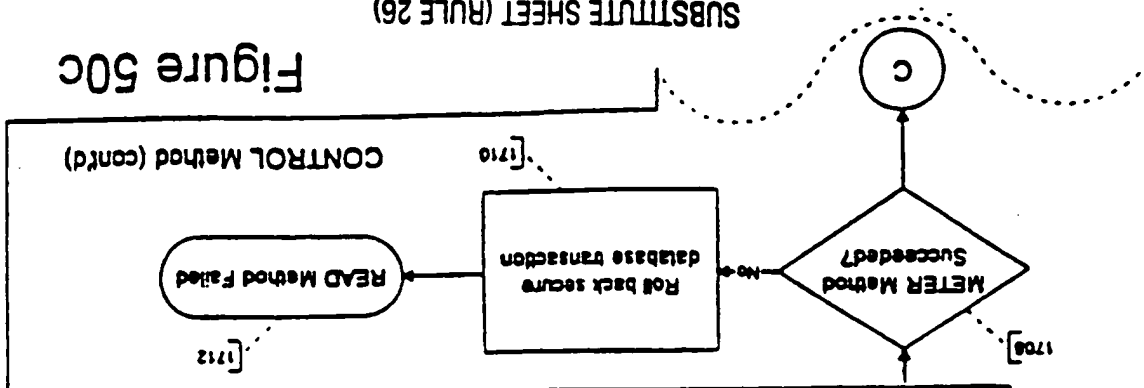 1708
1712
METER Method
Succeeded?
No
Roll back secure
database transaction
READ Method Failed
1710
CONTROL Method (cont'd)
C
Figure 50c
SUBSTITUTE SHEET (RULE 26)